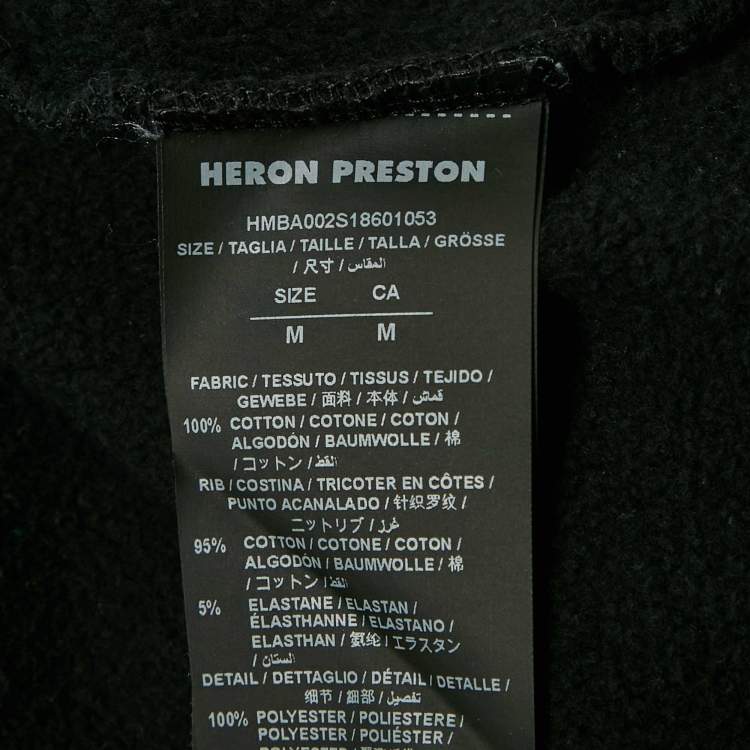 HERON PRESTON
HMBA002S18601053
SIZE / TAGLIA / TAILLE / TALLA / GRÖSSE
/ 尺寸 / المقاس
SIZE CA
M M
FABRIC / TESSUTO / TISSUS / TEJIDO /
GEWEBE / 面料 / 本体 / قماش
100% COTTON / COTONE / COTON /
ALGODÓN / BAUMWOLLE / 棉
/ コットン / القط
RIB / COSTINA / TRICOTER EN CÔTES /
PUNTO ACANALADO / 针织罗纹 /
ニットリブ / غرز
95% COTTON / COTONE / COTON /
ALGODÓN / BAUMWOLLE / 棉
/ コットン / القط
5% ELASTANE / ELASTAN /
ÉLASTHANNE / ELASTANO /
ELASTHAN / 氨纶 / エラスタン
/ الستان
DETAIL / DETTAGLIO / DÉTAIL / DETALLE /
细节 / 細部 / تفصيل
100% POLYESTER / POLIESTERE /
POLYESTER / POLIÉSTER /